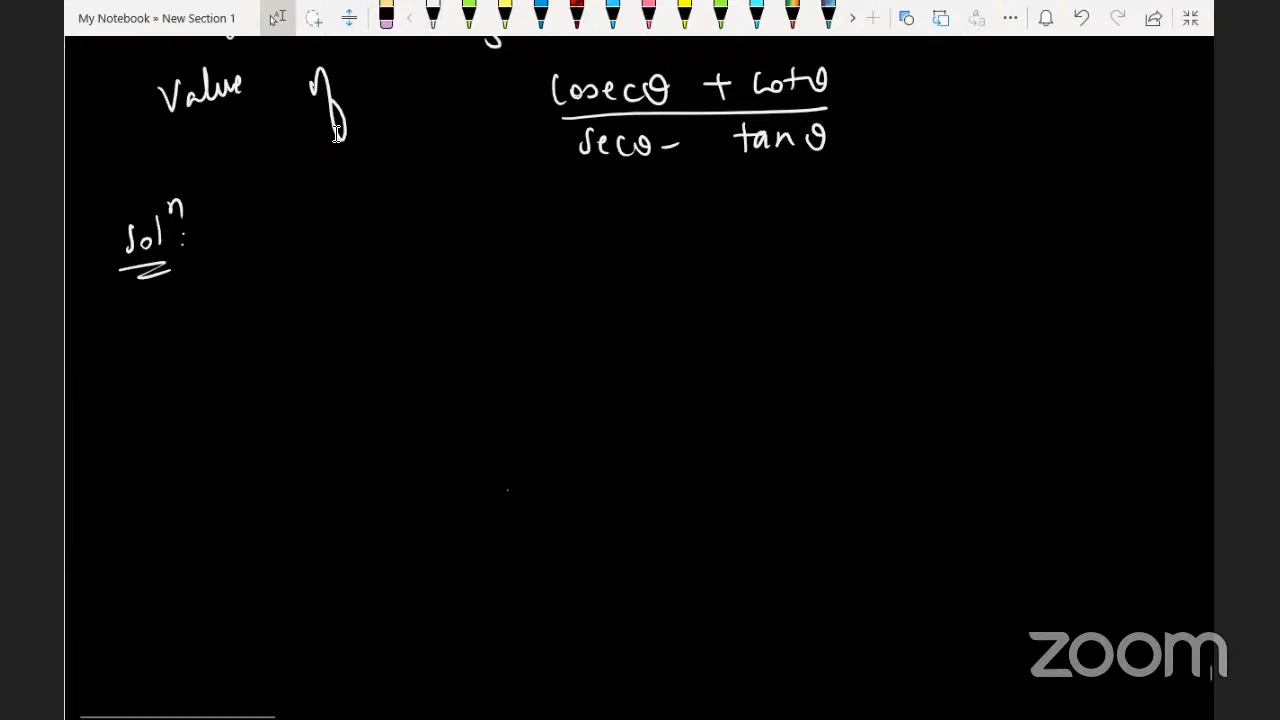 My Notebook » New Section 1
Value of cosecθ + cotθ
secθ - tanθ
Solⁿ:
zoom